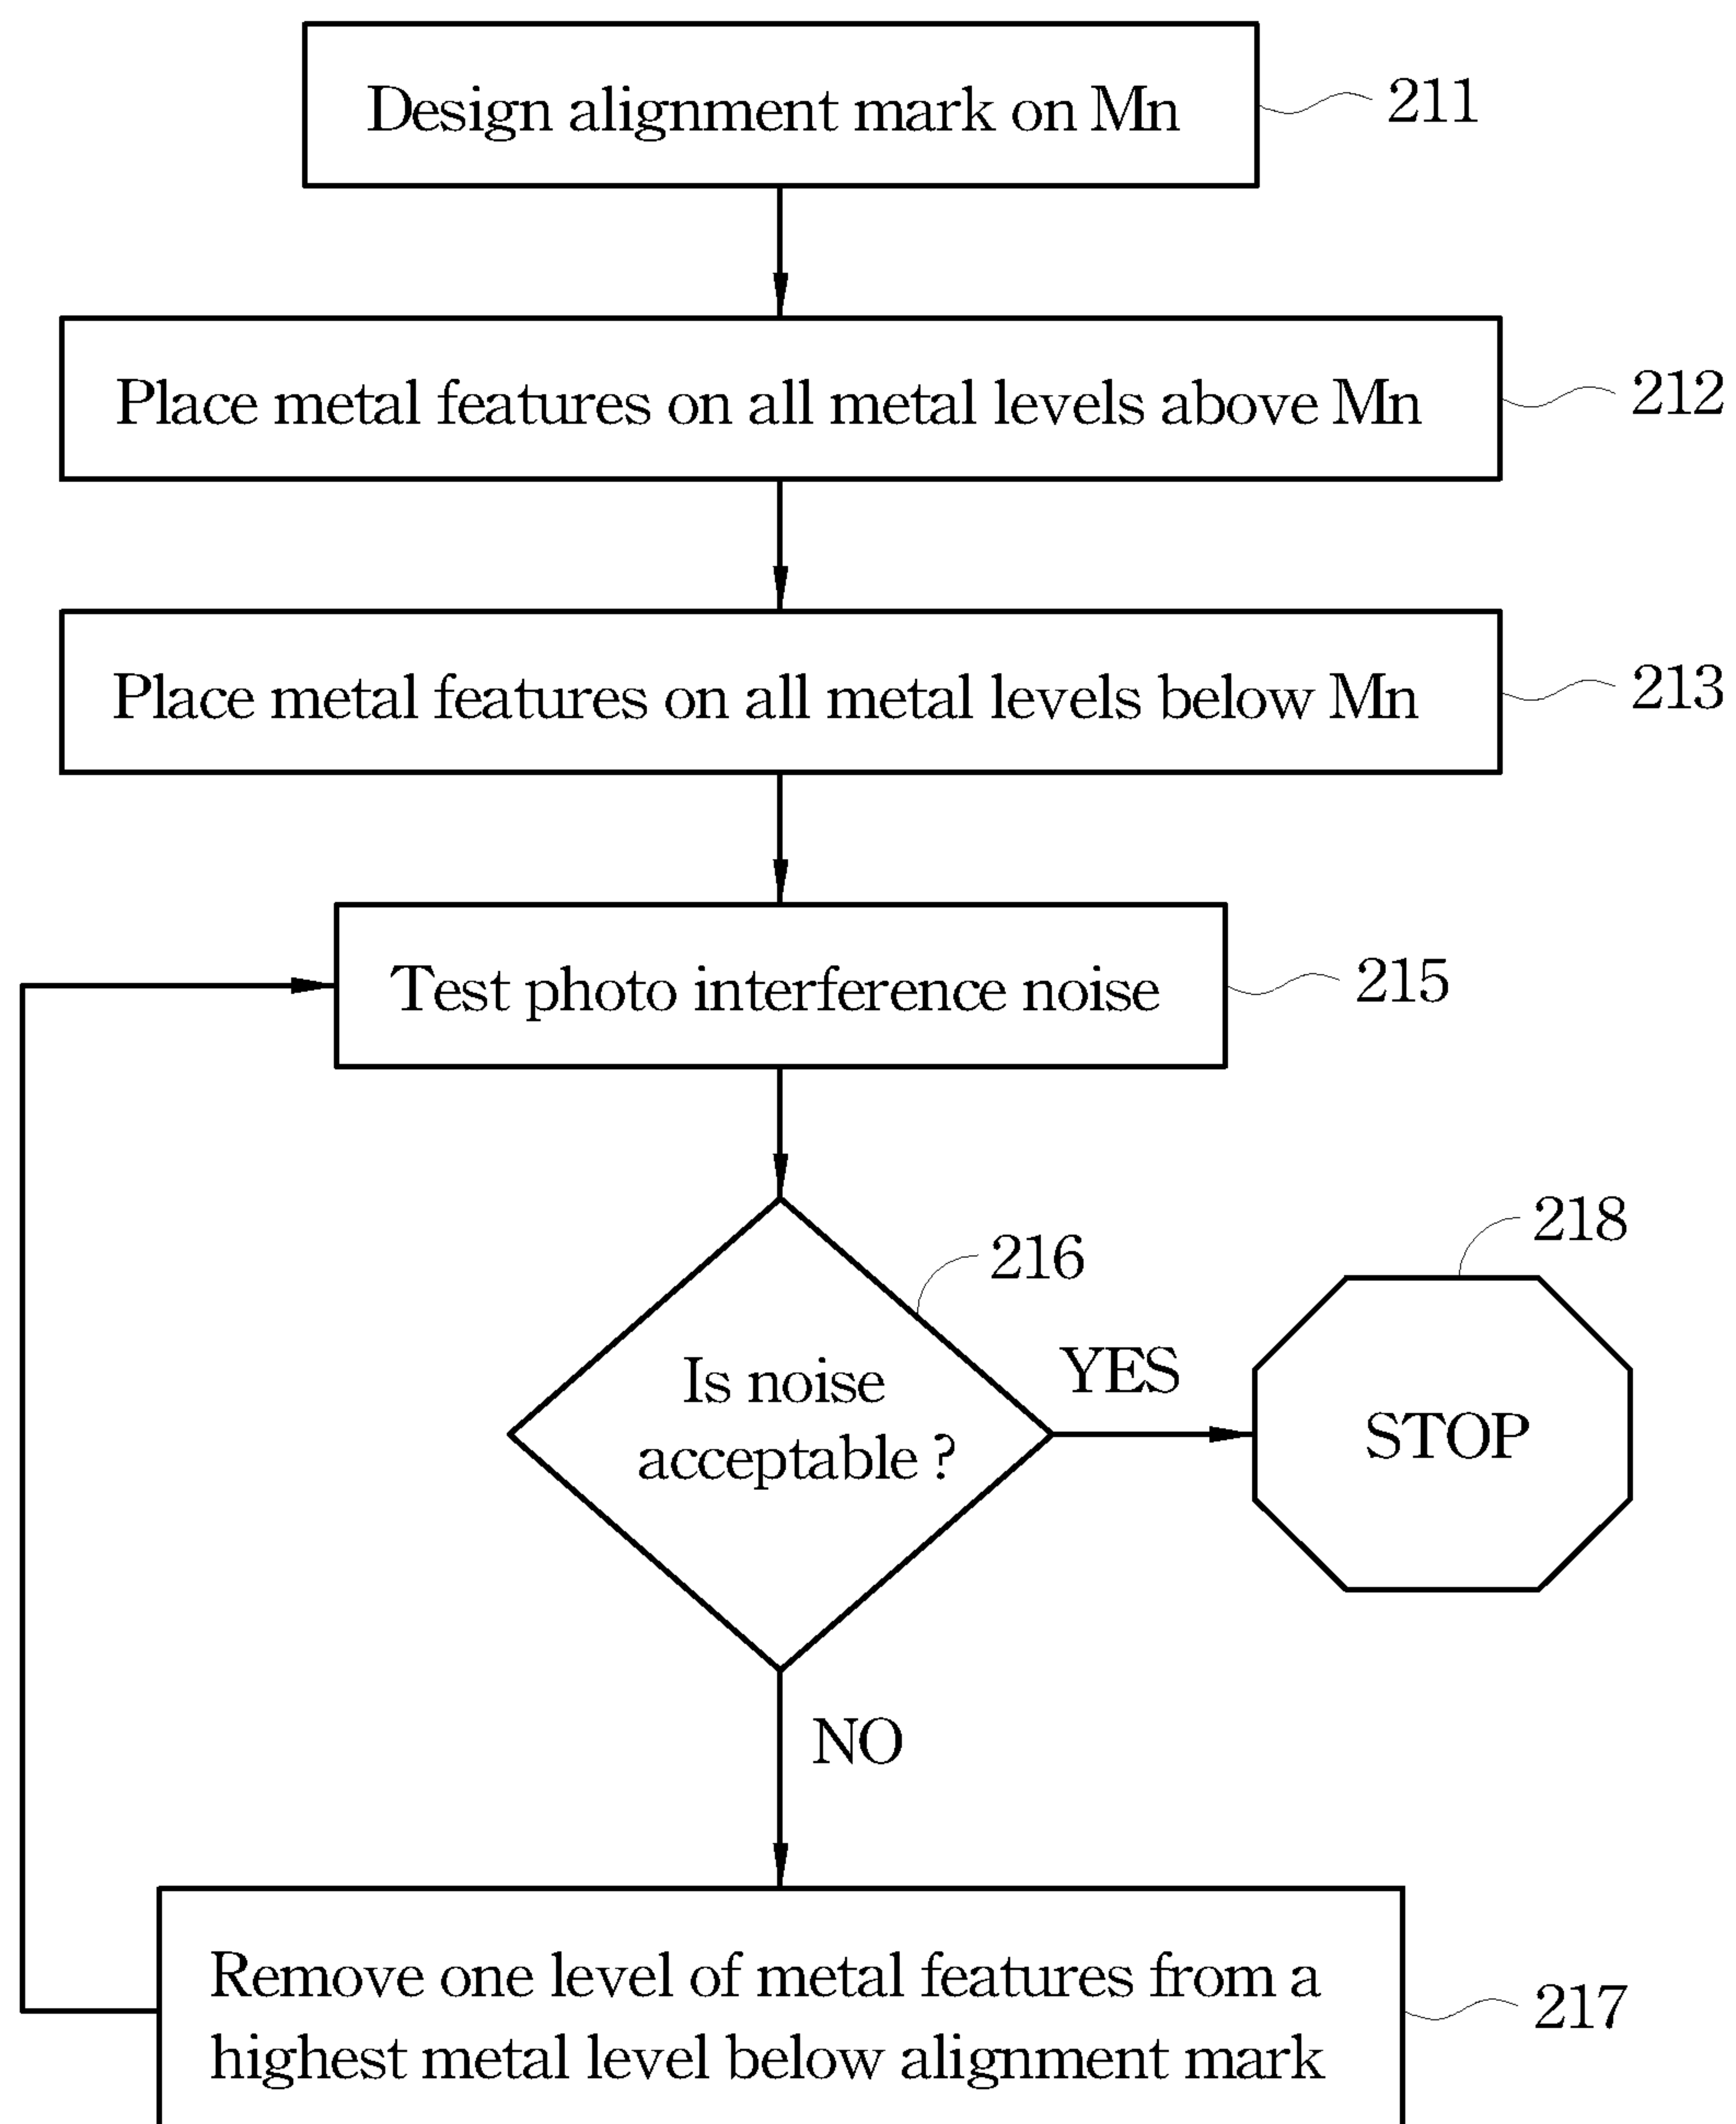 Design alignment mark on Mn
211
Place metal features on all metal levels above Mn
212
Place metal features on all metal levels below Mn
213
Test photo interference noise
215
216
218
Is noise
acceptable ?
YES
STOP
NO
Remove one level of metal features from a
highest metal level below alignment mark
217